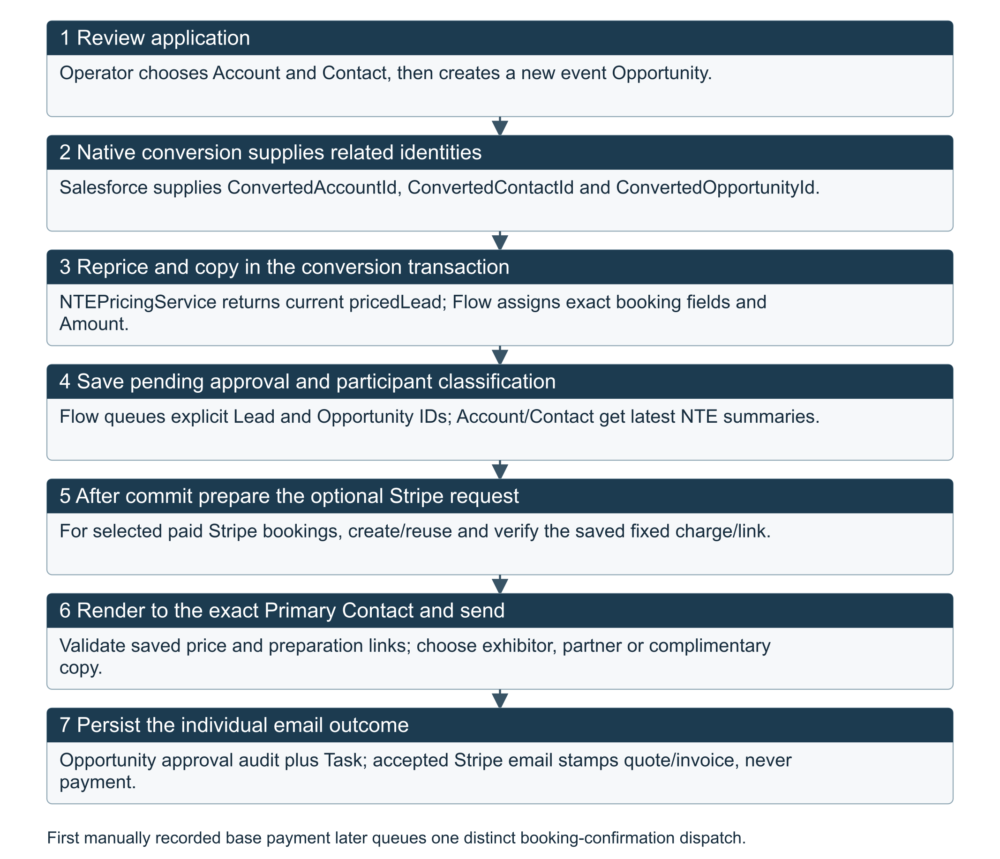 1 Review application
Operator chooses Account and Contact, then creates a new event Opportunity.
2 Native conversion supplies related identities
Salesforce supplies ConvertedAccountId, ConvertedContactId and ConvertedOpportunityId.
3 Reprice and copy in the conversion transaction
NTEPricingService returns current pricedLead; Flow assigns exact booking fields and
Amount.
4 Save pending approval and participant classification
Flow queues explicit Lead and Opportunity IDs; Account/Contact get latest NTE summaries.
5 After commit prepare the optional Stripe request
For selected paid Stripe bookings, create/reuse and verify the saved fixed charge/link.
6 Render to the exact Primary Contact and send
Validate saved price and preparation links; choose exhibitor, partner or complimentary
copy.
7 Persist the individual email outcome
Opportunity approval audit plus Task; accepted Stripe email stamps quote/invoice, never
payment.
First manually recorded base payment later queues one distinct booking-confirmation dispatch.